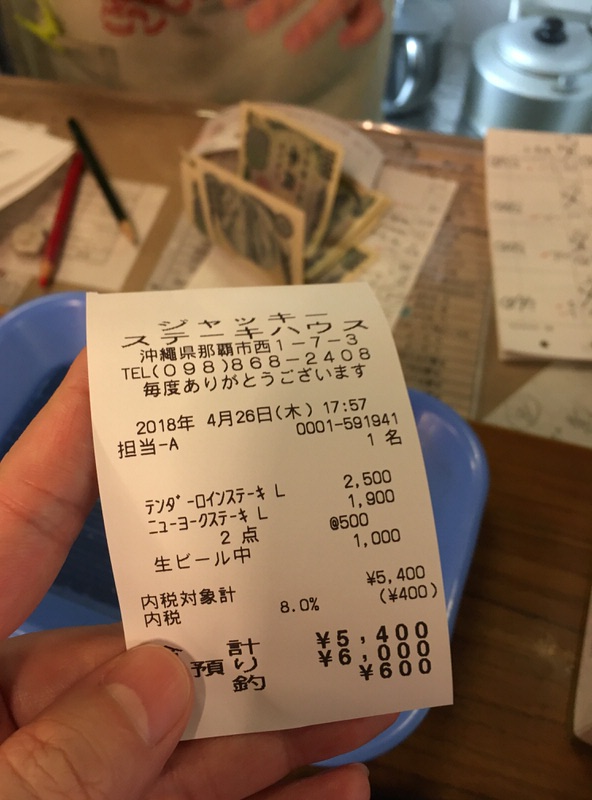 ジャッキー
ステーキハウス
沖繩県那覇市西1-7-3
TEL(098)868-2408
毎度ありがとうございます
2018年 4月26日(木) 17:57
0001-591941
担当-A 1 名
テンダーロインステーキ L 2,500
ニューヨークステーキ L 1,900
2 点 @500
生ビール中 1,000
内税対象計 ¥5,400
内税 8.0% (¥400)
計 ¥5,400
預り ¥6,000
釣 ¥600